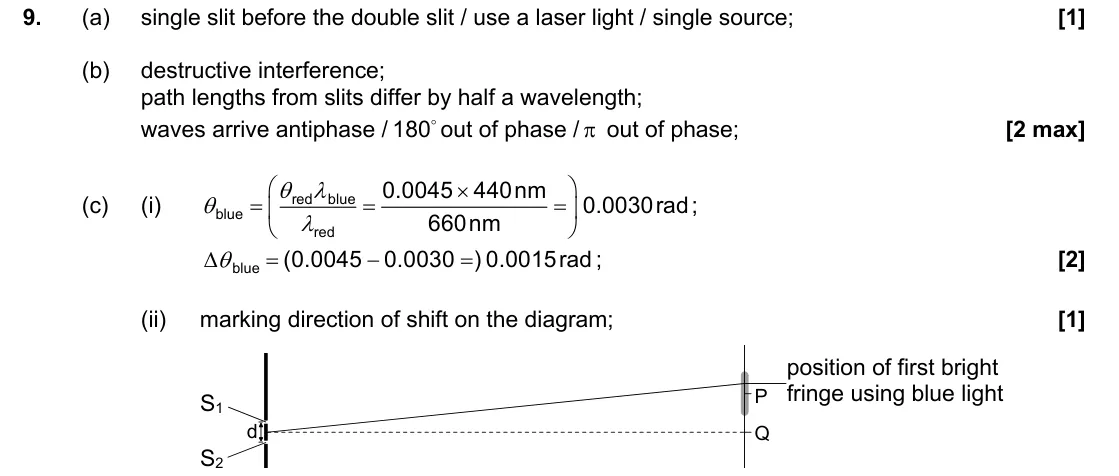 9. (a) single slit before the double slit / use a laser light / single source; [1]
(b) destructive interference;
path lengths from slits differ by half a wavelength;
waves arrive antiphase / 180° out of phase / π out of phase; [2 max]
(c) (i) θblue = (θredλblue/λred = 0.0045 × 440 nm/660 nm =) 0.0030 rad;
Δθblue = (0.0045 – 0.0030 =) 0.0015 rad; [2]
(ii) marking direction of shift on the diagram; [1]
position of first bright
fringe using blue light
P
S1
d
Q
S2